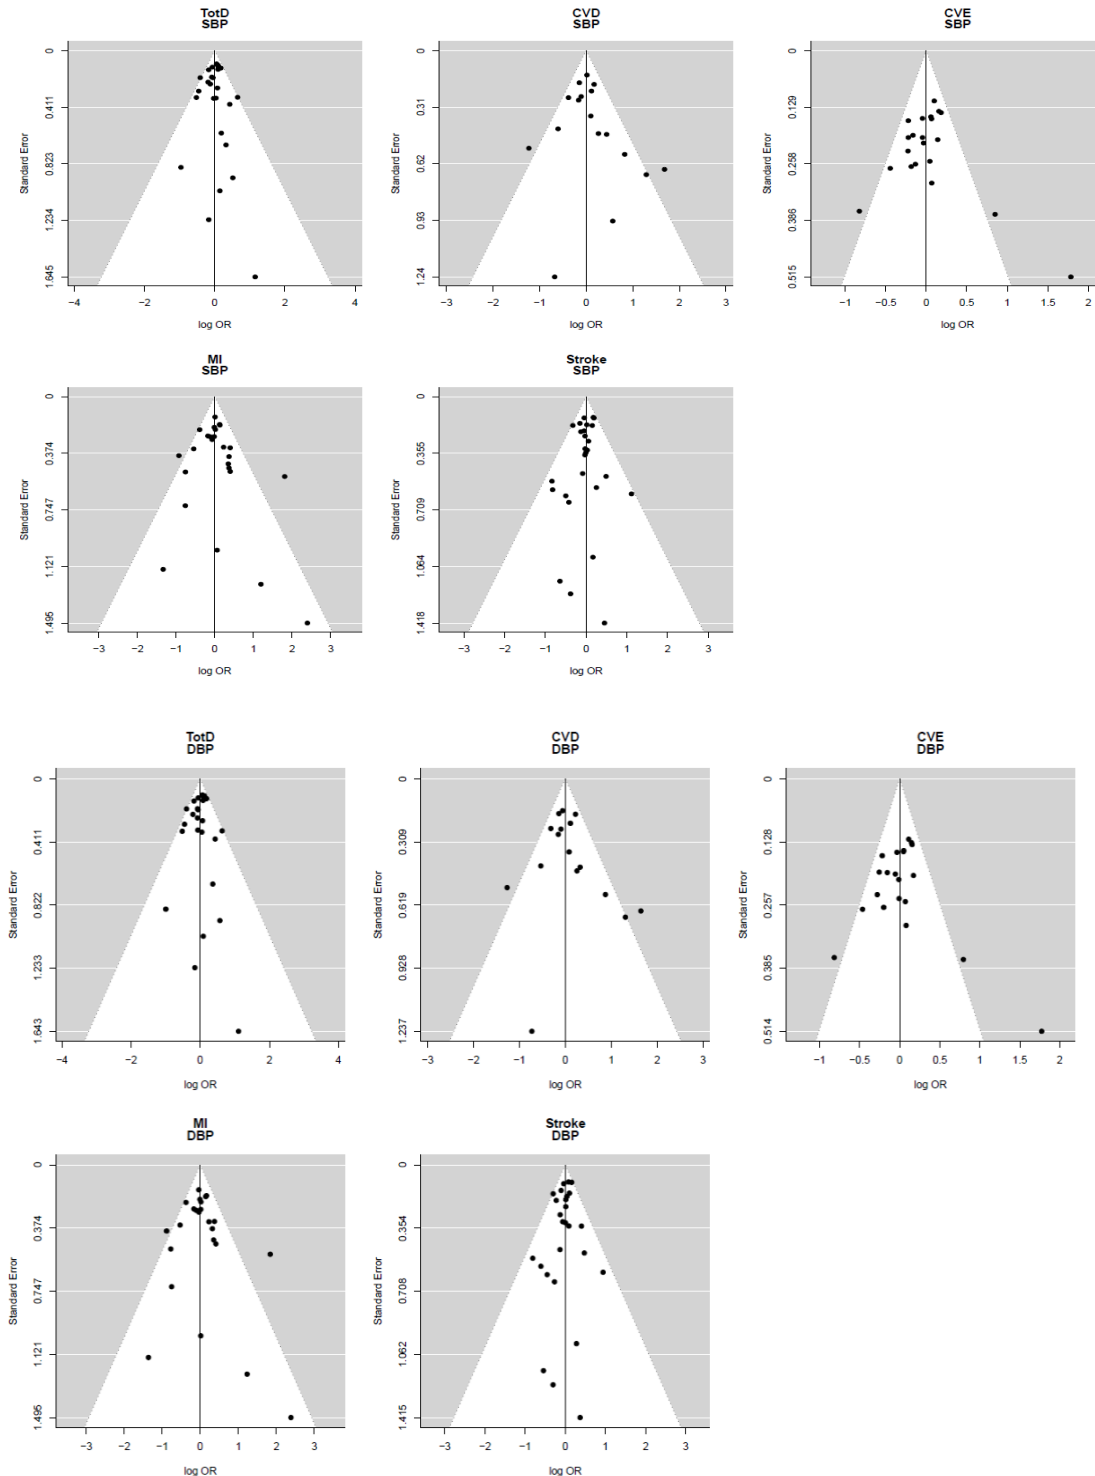 TotD
SBP
0
0.411
0.823
1.234
1.645
Standard Error
−4
−2
0
2
4
log OR
CVD
SBP
0
0.31
0.62
0.93
1.24
Standard Error
−3
−2
−1
0
1
2
3
log OR
CVE
SBP
0
0.129
0.258
0.386
0.515
Standard Error
−1
−0.5
0
0.5
1
1.5
2
log OR
MI
SBP
0
0.374
0.747
1.121
1.495
Standard Error
−3
−2
−1
0
1
2
3
log OR
Stroke
SBP
0
0.355
0.709
1.064
1.418
Standard Error
−3
−2
−1
0
1
2
3
log OR
TotD
DBP
0
0.411
0.822
1.233
1.643
Standard Error
−4
−2
0
2
4
log OR
CVD
DBP
0
0.309
0.619
0.928
1.237
Standard Error
−3
−2
−1
0
1
2
3
log OR
CVE
DBP
0
0.128
0.257
0.385
0.514
Standard Error
−1
−0.5
0
0.5
1
1.5
2
log OR
MI
DBP
0
0.374
0.747
1.121
1.495
Standard Error
−3
−2
−1
0
1
2
3
log OR
Stroke
DBP
0
0.354
0.708
1.062
1.415
Standard Error
−3
−2
−1
0
1
2
3
log OR